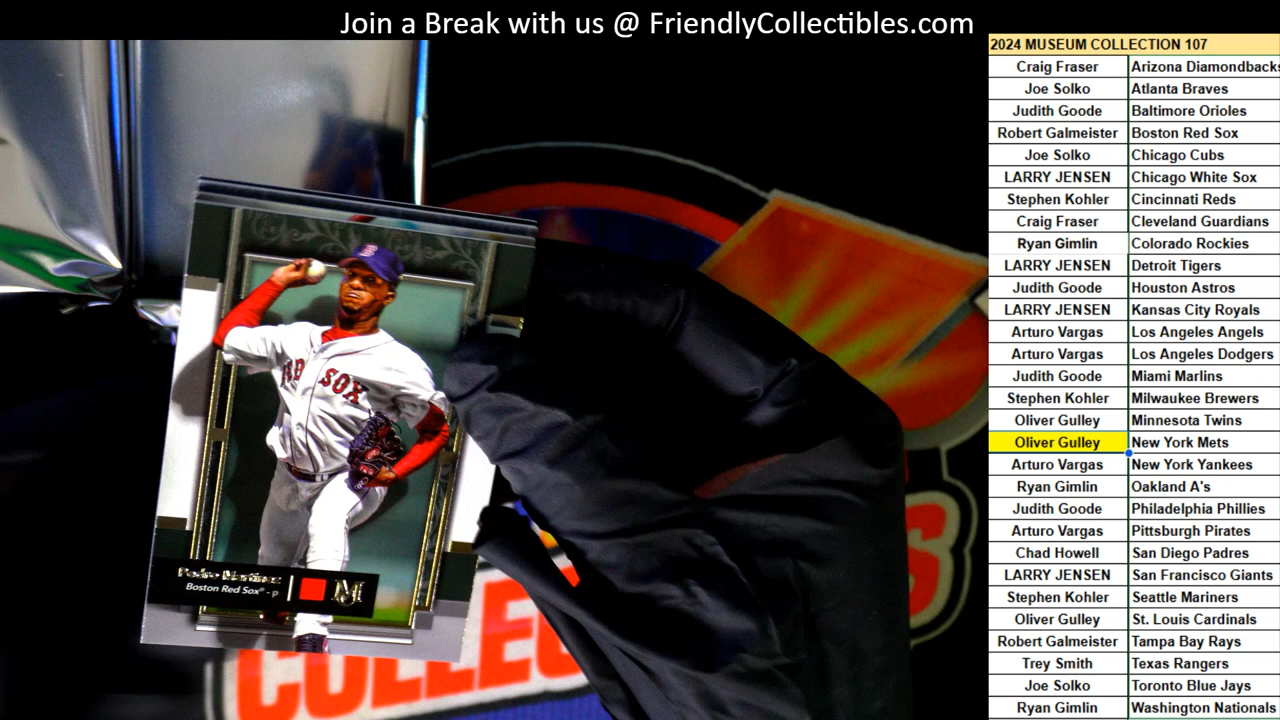 Join a Break with us @ FriendlyCollectibles.com
2024 MUSEUM COLLECTION 107
Craig Fraser Arizona Diamondbacks
Joe Solko Atlanta Braves
Judith Goode Baltimore Orioles
Robert Galmeister Boston Red Sox
Joe Solko Chicago Cubs
LARRY JENSEN Chicago White Sox
Stephen Kohler Cincinnati Reds
Craig Fraser Cleveland Guardians
Ryan Gimlin Colorado Rockies
LARRY JENSEN Detroit Tigers
Judith Goode Houston Astros
LARRY JENSEN Kansas City Royals
Arturo Vargas Los Angeles Angels
Arturo Vargas Los Angeles Dodgers
Judith Goode Miami Marlins
Stephen Kohler Milwaukee Brewers
Oliver Gulley Minnesota Twins
Oliver Gulley New York Mets
Arturo Vargas New York Yankees
Ryan Gimlin Oakland A's
Judith Goode Philadelphia Phillies
Arturo Vargas Pittsburgh Pirates
Chad Howell San Diego Padres
LARRY JENSEN San Francisco Giants
Stephen Kohler Seattle Mariners
Oliver Gulley St. Louis Cardinals
Robert Galmeister Tampa Bay Rays
Trey Smith Texas Rangers
Joe Solko Toronto Blue Jays
Ryan Gimlin Washington Nationals
B
RED SOX
Pedro Martinez
Boston Red Sox® - P
M
COLLEC
S